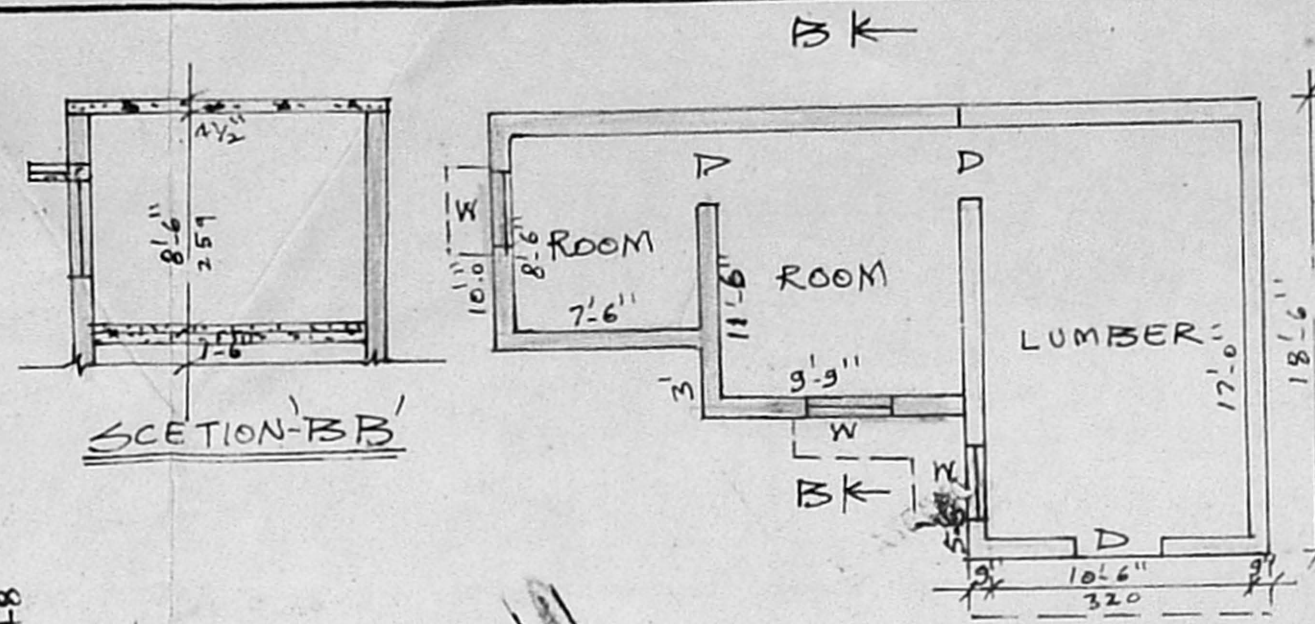 B
4½"
8'-6"
259
1-6
SCETION-'BB'
D
D
W
8'-6"
ROOM
10'.0"
7'-6"
11'-6"
ROOM
LUMBER=
17'-0"
18'-6"
3'
9'-9"
W
B
W
D
9"
10'-6"
9"
320